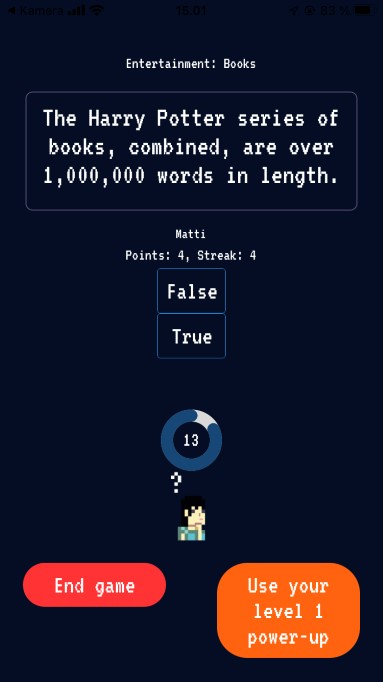 ◀ Kamera
15.01
83 %
Entertainment: Books
The Harry Potter series of
books, combined, are over
1,000,000 words in length.
Matti
Points: 4, Streak: 4
False
True
13
?
End game
Use your
level 1
power-up